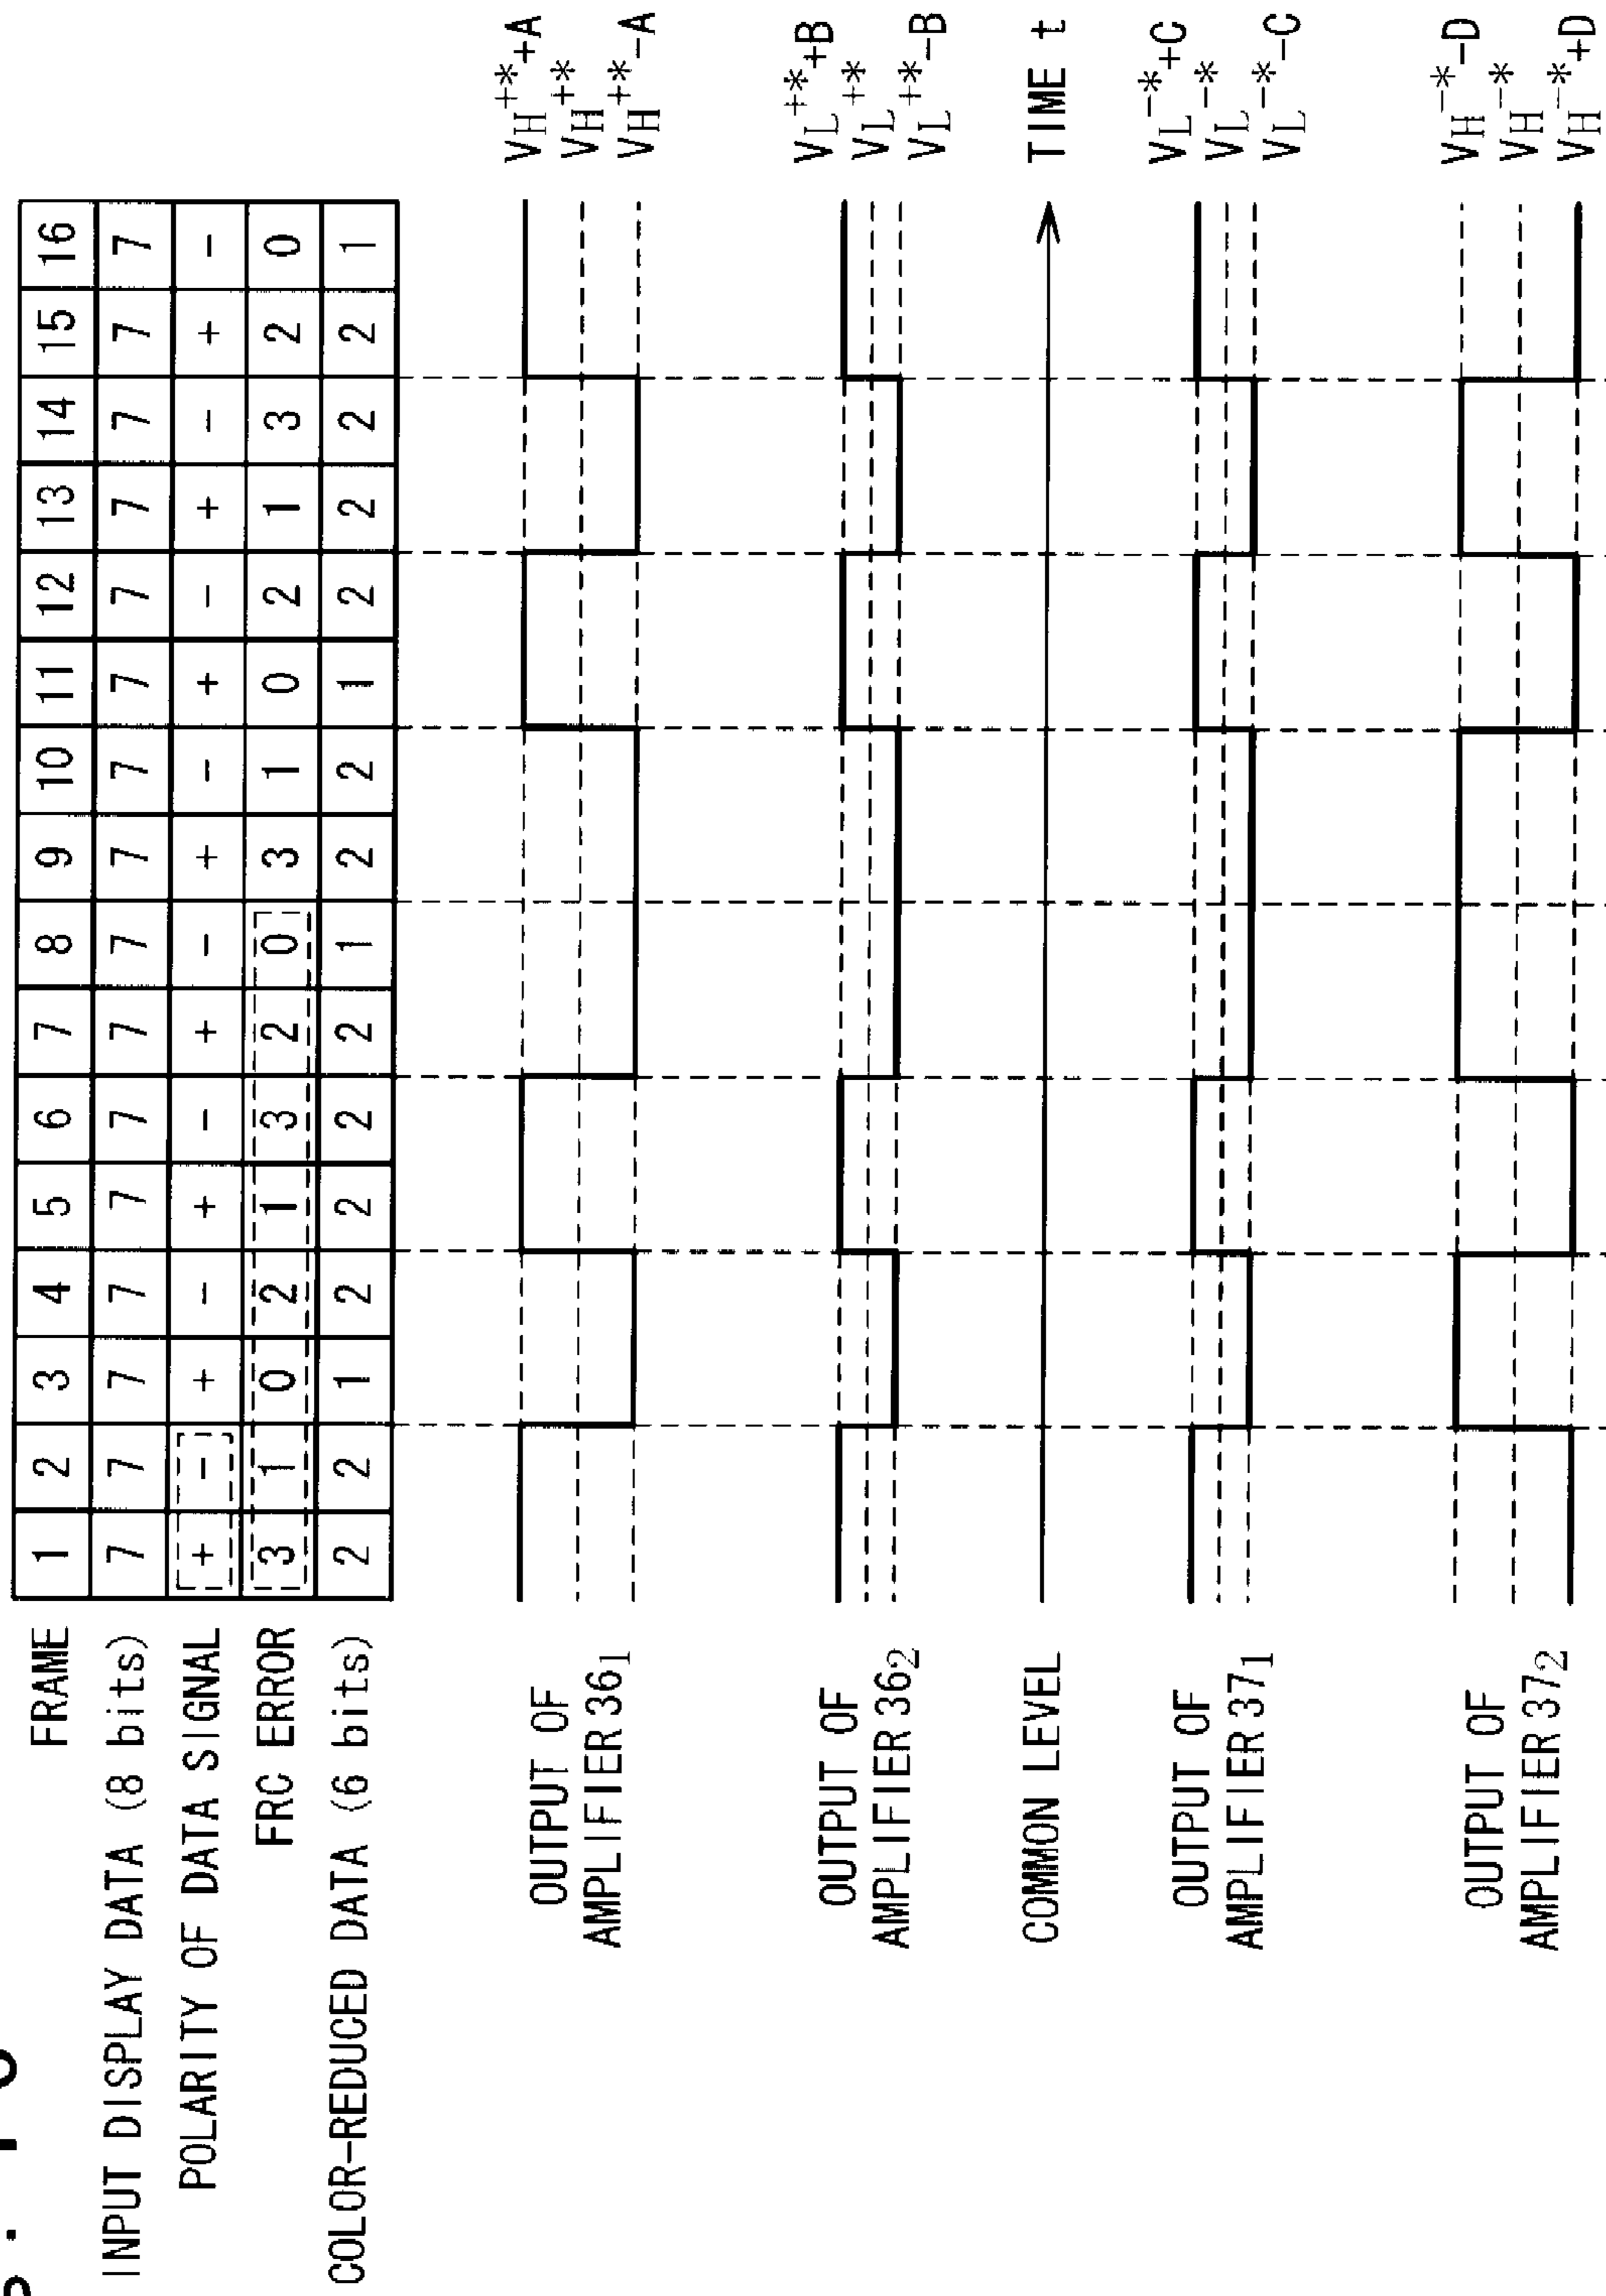 FRAME 1 2 3 4 5 6 7 8 9 10 11 12 13 14 15 16
INPUT DISPLAY DATA (8 bits) 7 7 7 7 7 7 7 7 7 7 7 7 7 7 7 7
POLARITY OF DATA SIGNAL + - + - + - + - + - + - + - + -
FRC ERROR 3 1 0 2 1 3 2 0 3 1 0 2 1 3 2 0
COLOR-REDUCED DATA (6 bits) 2 2 1 2 2 2 2 1 2 2 1 2 2 2 2 1
OUTPUT OF
AMPLIFIER 36₁
V_H⁺*+A
V_H⁺*
V_H⁺*-A
OUTPUT OF
AMPLIFIER 36₂
V_L⁺*+B
V_L⁺*
V_L⁺*-B
COMMON LEVEL
TIME t
OUTPUT OF
AMPLIFIER 37₁
V_L⁻*+C
V_L⁻*
V_L⁻*-C
OUTPUT OF
AMPLIFIER 37₂
V_H⁻*-D
V_H⁻*
V_H⁻*+D